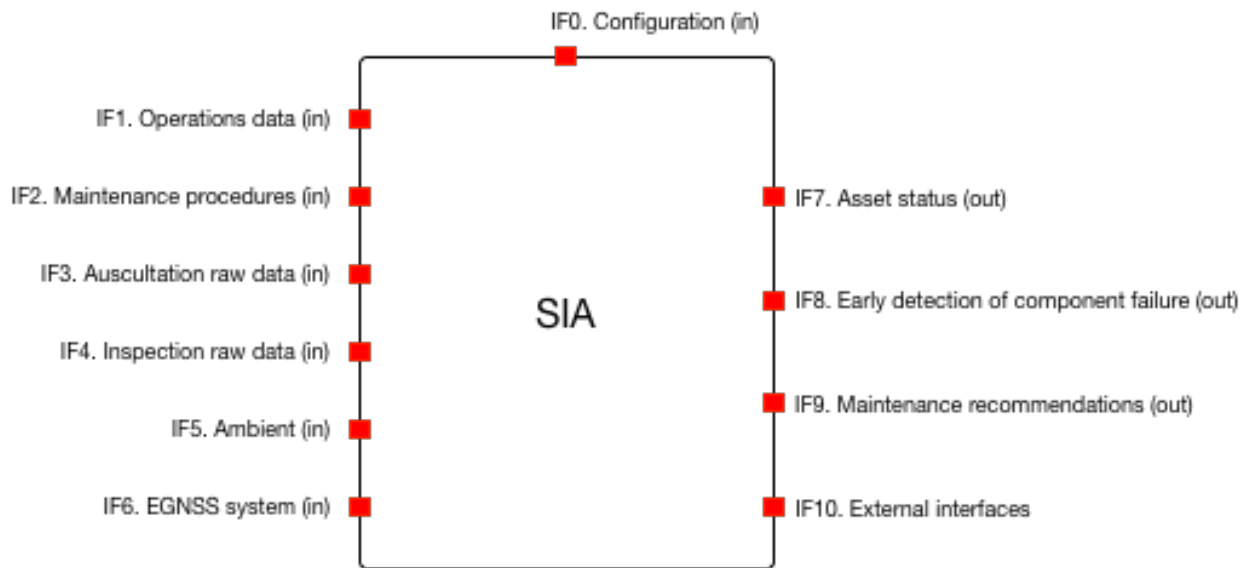 IF0. Configuration (in)
IF1. Operations data (in)
IF2. Maintenance procedures (in)
IF3. Auscultation raw data (in)
IF4. Inspection raw data (in)
IF5. Ambient (in)
IF6. EGNSS system (in)
SIA
IF7. Asset status (out)
IF8. Early detection of component failure (out)
IF9. Maintenance recommendations (out)
IF10. External interfaces